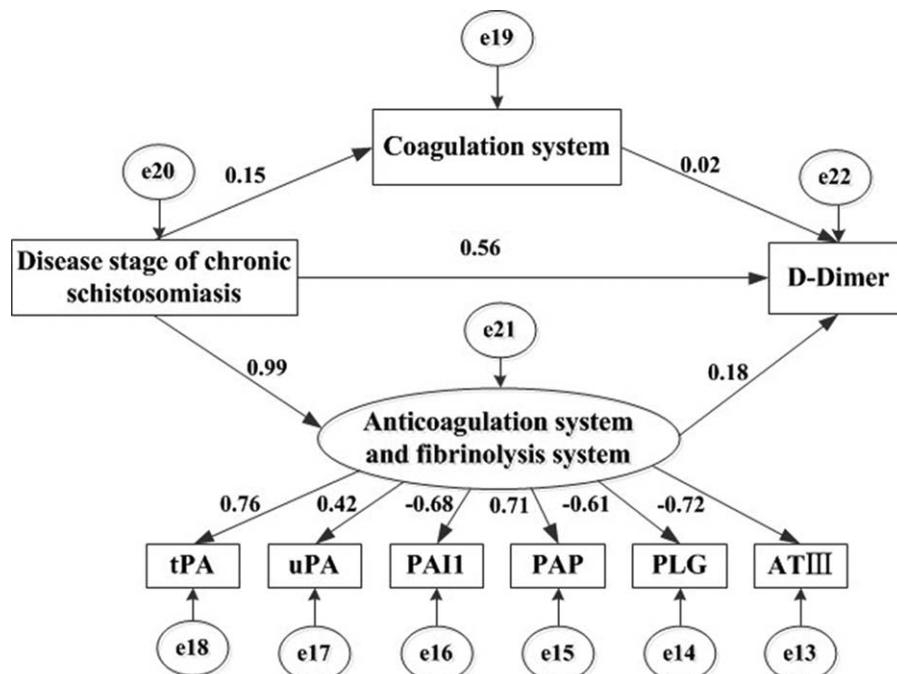 e19
Coagulation system
e20
0.15
0.02
e22
Disease stage of chronic
schistosomiasis
0.56
D-Dimer
e21
0.99
0.18
Anticoagulation system
and fibrinolysis system
0.76
0.42
-0.68
0.71
-0.61
-0.72
tPA
uPA
PAI1
PAP
PLG
ATⅢ
e18
e17
e16
e15
e14
e13